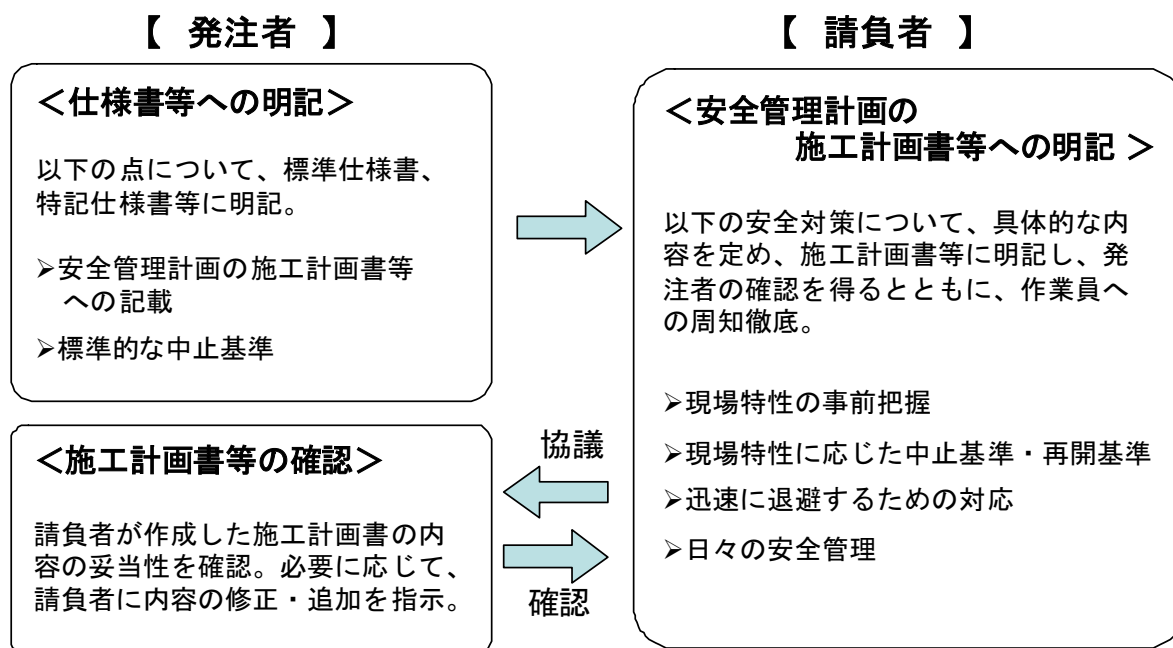 【 発注者 】
＜仕様書等への明記＞
以下の点について、標準仕様書、
特記仕様書等に明記。
➢安全管理計画の施工計画書等
への記載
➢標準的な中止基準
＜施工計画書等の確認＞
請負者が作成した施工計画書の内
容の妥当性を確認。必要に応じて、
請負者に内容の修正・追加を指示。
協議
確認
【 請負者 】
＜安全管理計画の
施工計画書等への明記 ＞
以下の安全対策について、具体的な内
容を定め、施工計画書等に明記し、発
注者の確認を得るとともに、作業員へ
の周知徹底。
➢現場特性の事前把握
➢現場特性に応じた中止基準・再開基準
➢迅速に退避するための対応
➢日々の安全管理